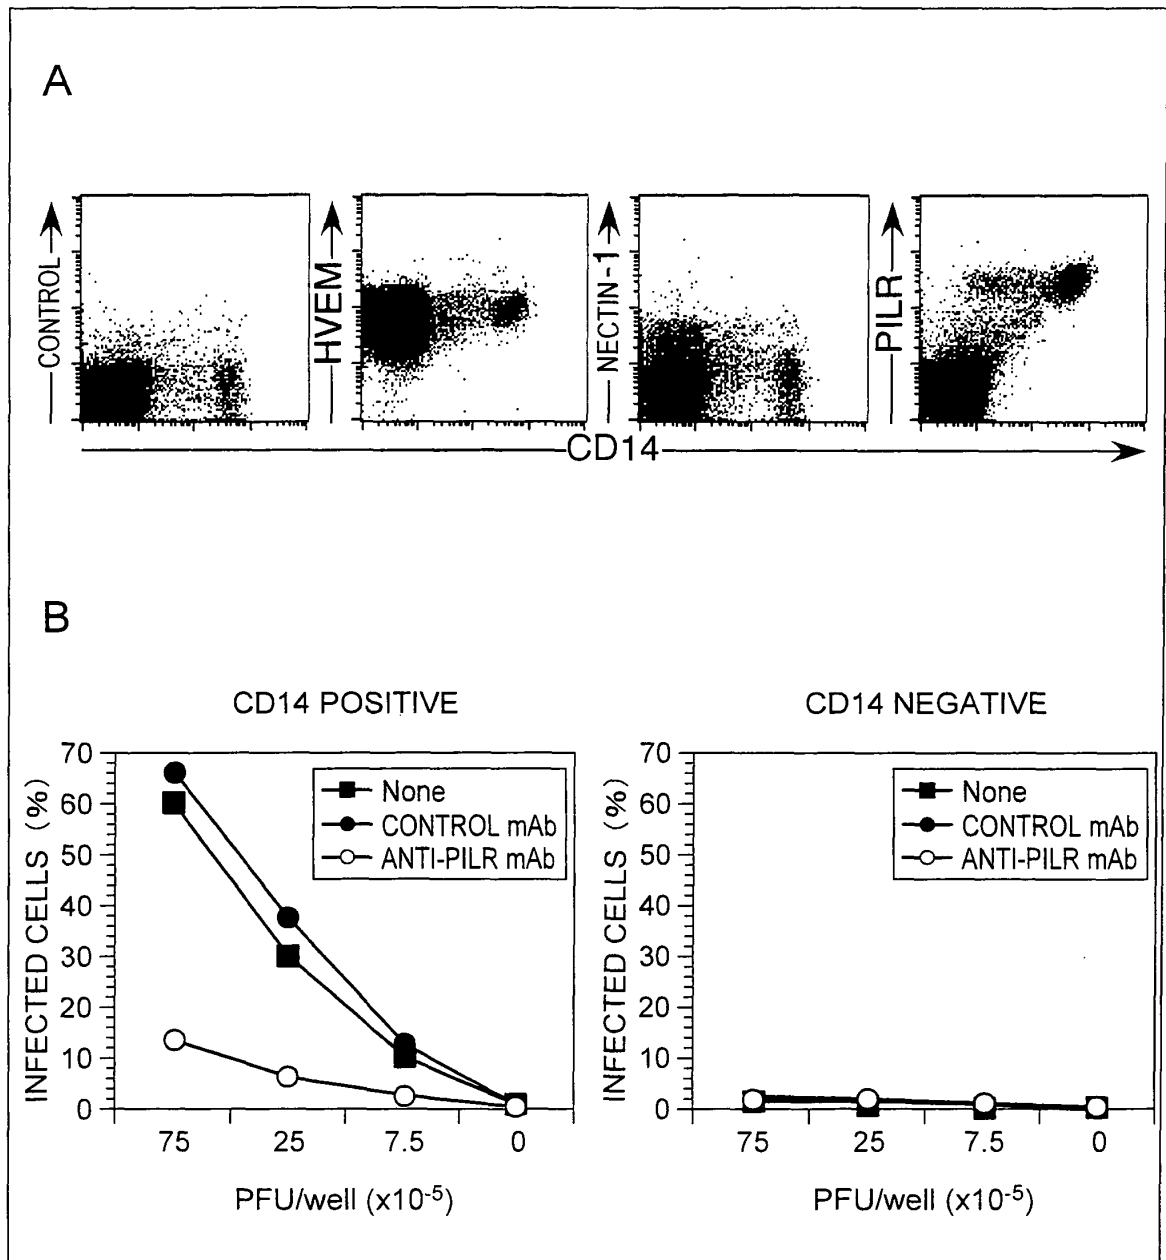 A
CONTROL
HVEM
NECTIN-1
PILR
CD14
B
CD14 POSITIVE
INFECTED CELLS (%)
70
60
50
40
30
20
10
0
None
CONTROL mAb
ANTI-PILR mAb
75 25 7.5 0
PFU/well (x10⁻⁵)
CD14 NEGATIVE
INFECTED CELLS (%)
70
60
50
40
30
20
10
0
None
CONTROL mAb
ANTI-PILR mAb
75 25 7.5 0
PFU/well (x10⁻⁵)